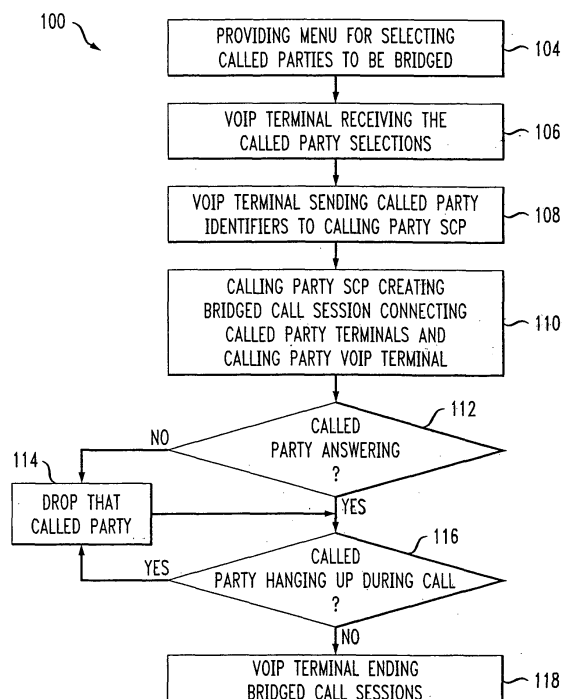 100
PROVIDING MENU FOR SELECTING
CALLED PARTIES TO BE BRIDGED
104
VOIP TERMINAL RECEIVING THE
CALLED PARTY SELECTIONS
106
VOIP TERMINAL SENDING CALLED PARTY
IDENTIFIERS TO CALLING PARTY SCP
108
CALLING PARTY SCP CREATING
BRIDGED CALL SESSION CONNECTING
CALLED PARTY TERMINALS AND
CALLING PARTY VOIP TERMINAL
110
112
CALLED
PARTY ANSWERING
?
NO
YES
114
DROP THAT
CALLED PARTY
116
CALLED
PARTY HANGING UP DURING CALL
?
YES
NO
VOIP TERMINAL ENDING
BRIDGED CALL SESSIONS
118